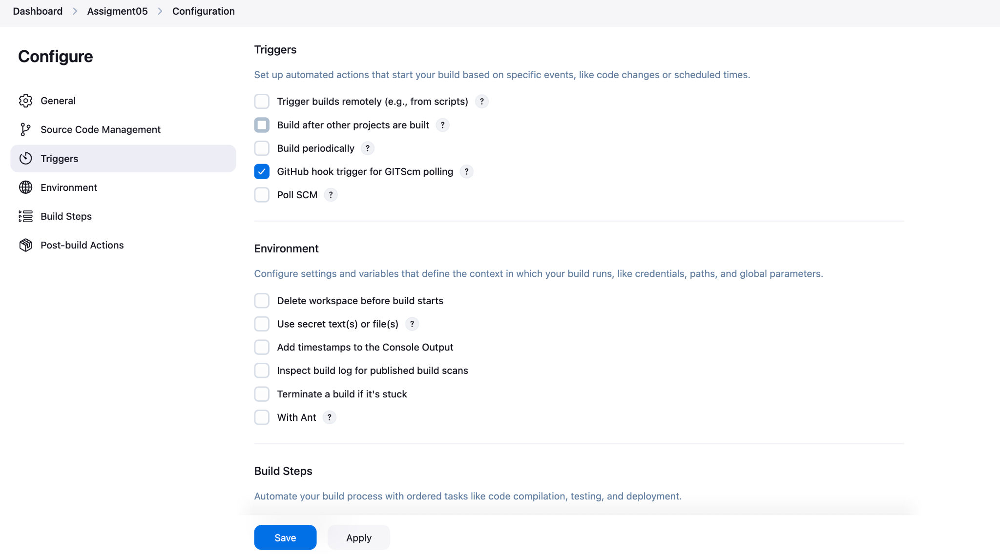 Dashboard > Assigment05 > Configuration
Configure
General
Source Code Management
Triggers
Environment
Build Steps
Post-build Actions
Triggers
Set up automated actions that start your build based on specific events, like code changes or scheduled times.
Trigger builds remotely (e.g., from scripts) ?
Build after other projects are built ?
Build periodically ?
GitHub hook trigger for GITScm polling ?
Poll SCM ?
Environment
Configure settings and variables that define the context in which your build runs, like credentials, paths, and global parameters.
Delete workspace before build starts
Use secret text(s) or file(s) ?
Add timestamps to the Console Output
Inspect build log for published build scans
Terminate a build if it's stuck
With Ant ?
Build Steps
Automate your build process with ordered tasks like code compilation, testing, and deployment.
Save Apply